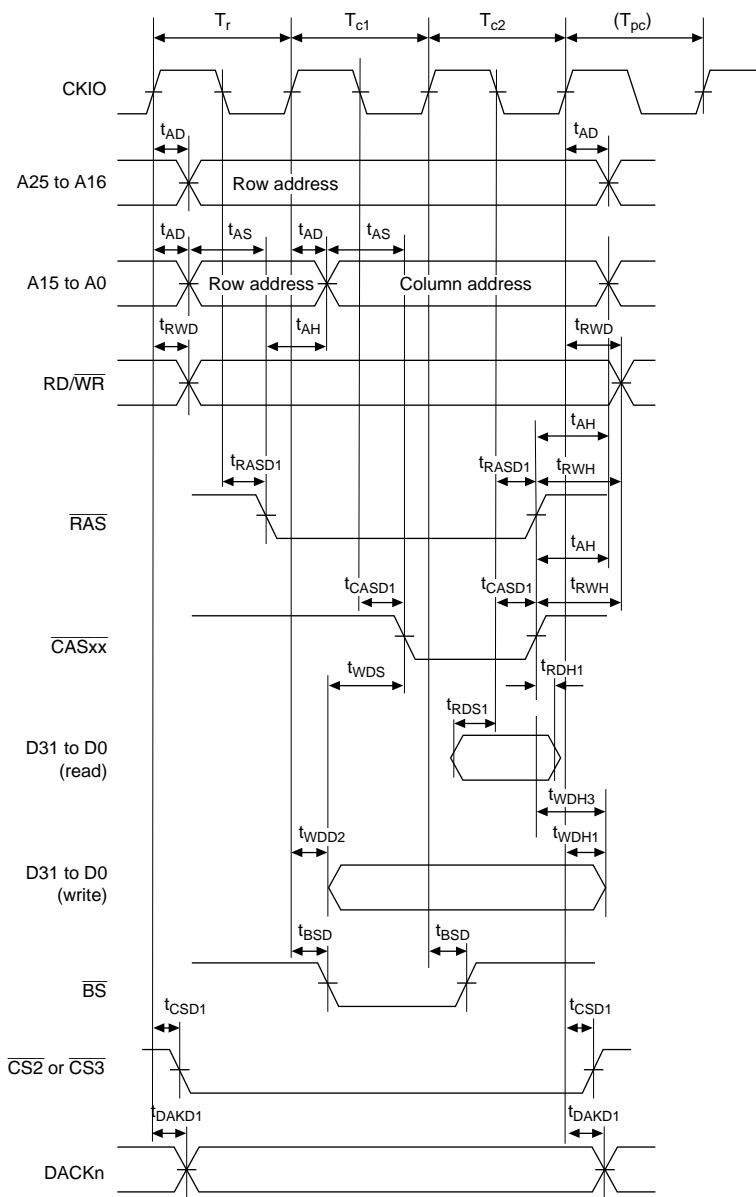 Tr Tc1 Tc2 (Tpc)
CKIO
tAD tAD
A25 to A16 Row address
tAD tAS tAD tAS
A15 to A0 Row address Column address
tRWD tAH tRWD
RD/WR
tAH
tRASD1 tRASD1 tRWH
RAS
tAH
tCASD1 tCASD1 tRWH
CASxx
tWDS tRDH1
tRDS1
D31 to D0
(read)
tWDH3
tWDD2 tWDH1
D31 to D0
(write)
tBSD tBSD
BS
tCSD1 tCSD1
CS2 or CS3
tDAKD1 tDAKD1
DACKn